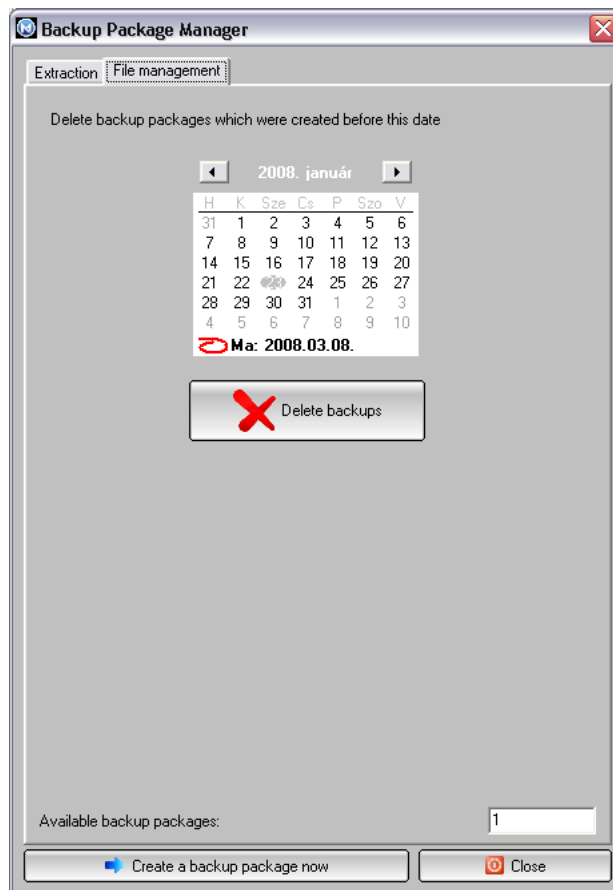 Backup Package Manager
Extraction File management
Delete backup packages which were created before this date
2008. január
H K Sze Cs P Szo V
31 1 2 3 4 5 6
7 8 9 10 11 12 13
14 15 16 17 18 19 20
21 22 23 24 25 26 27
28 29 30 31 1 2 3
4 5 6 7 8 9 10
Ma: 2008.03.08.
Delete backups
Available backup packages: 1
Create a backup package now Close